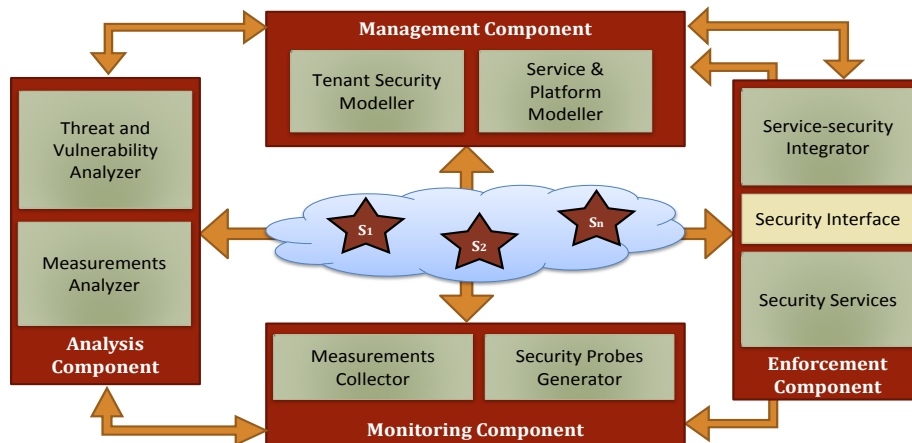 Management Component
Tenant Security
Modeller
Service &
Platform
Modeller
Threat and
Vulnerability
Analyzer
Measurements
Analyzer
Analysis
Component
S1
S2
Sn
Service-security
Integrator
Security Interface
Security Services
Enforcement
Component
Measurements
Collector
Security Probes
Generator
Monitoring Component